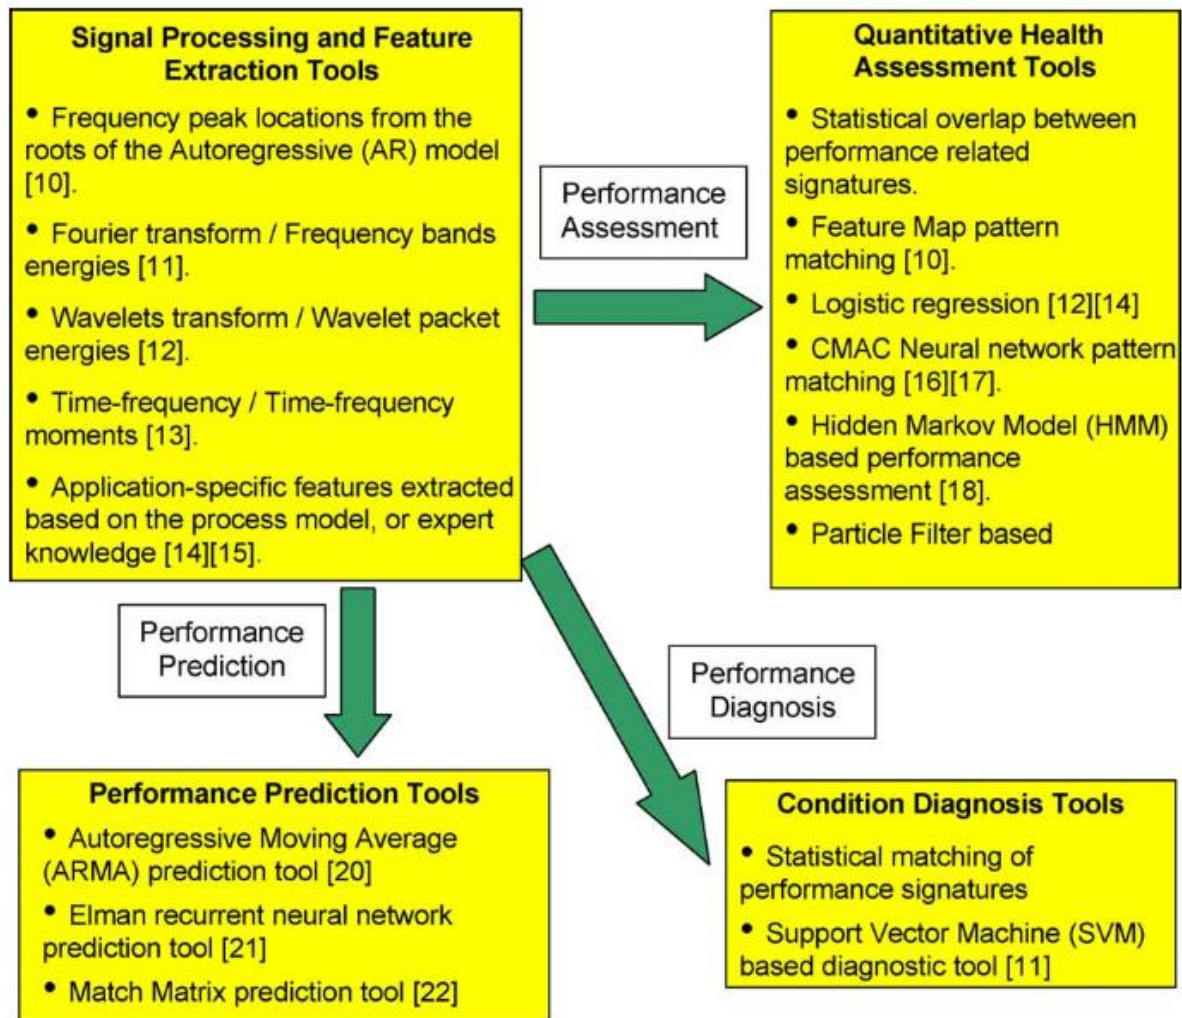 Signal Processing and Feature
Extraction Tools
• Frequency peak locations from the
roots of the Autoregressive (AR) model
[10].
• Fourier transform / Frequency bands
energies [11].
• Wavelets transform / Wavelet packet
energies [12].
• Time-frequency / Time-frequency
moments [13].
• Application-specific features extracted
based on the process model, or expert
knowledge [14][15].
Performance
Assessment
Quantitative Health
Assessment Tools
• Statistical overlap between
performance related
signatures.
• Feature Map pattern
matching [10].
• Logistic regression [12][14]
• CMAC Neural network pattern
matching [16][17].
• Hidden Markov Model (HMM)
based performance
assessment [18].
• Particle Filter based
Performance
Prediction
Performance
Diagnosis
Performance Prediction Tools
• Autoregressive Moving Average
(ARMA) prediction tool [20]
• Elman recurrent neural network
prediction tool [21]
• Match Matrix prediction tool [22]
Condition Diagnosis Tools
• Statistical matching of
performance signatures
• Support Vector Machine (SVM)
based diagnostic tool [11]